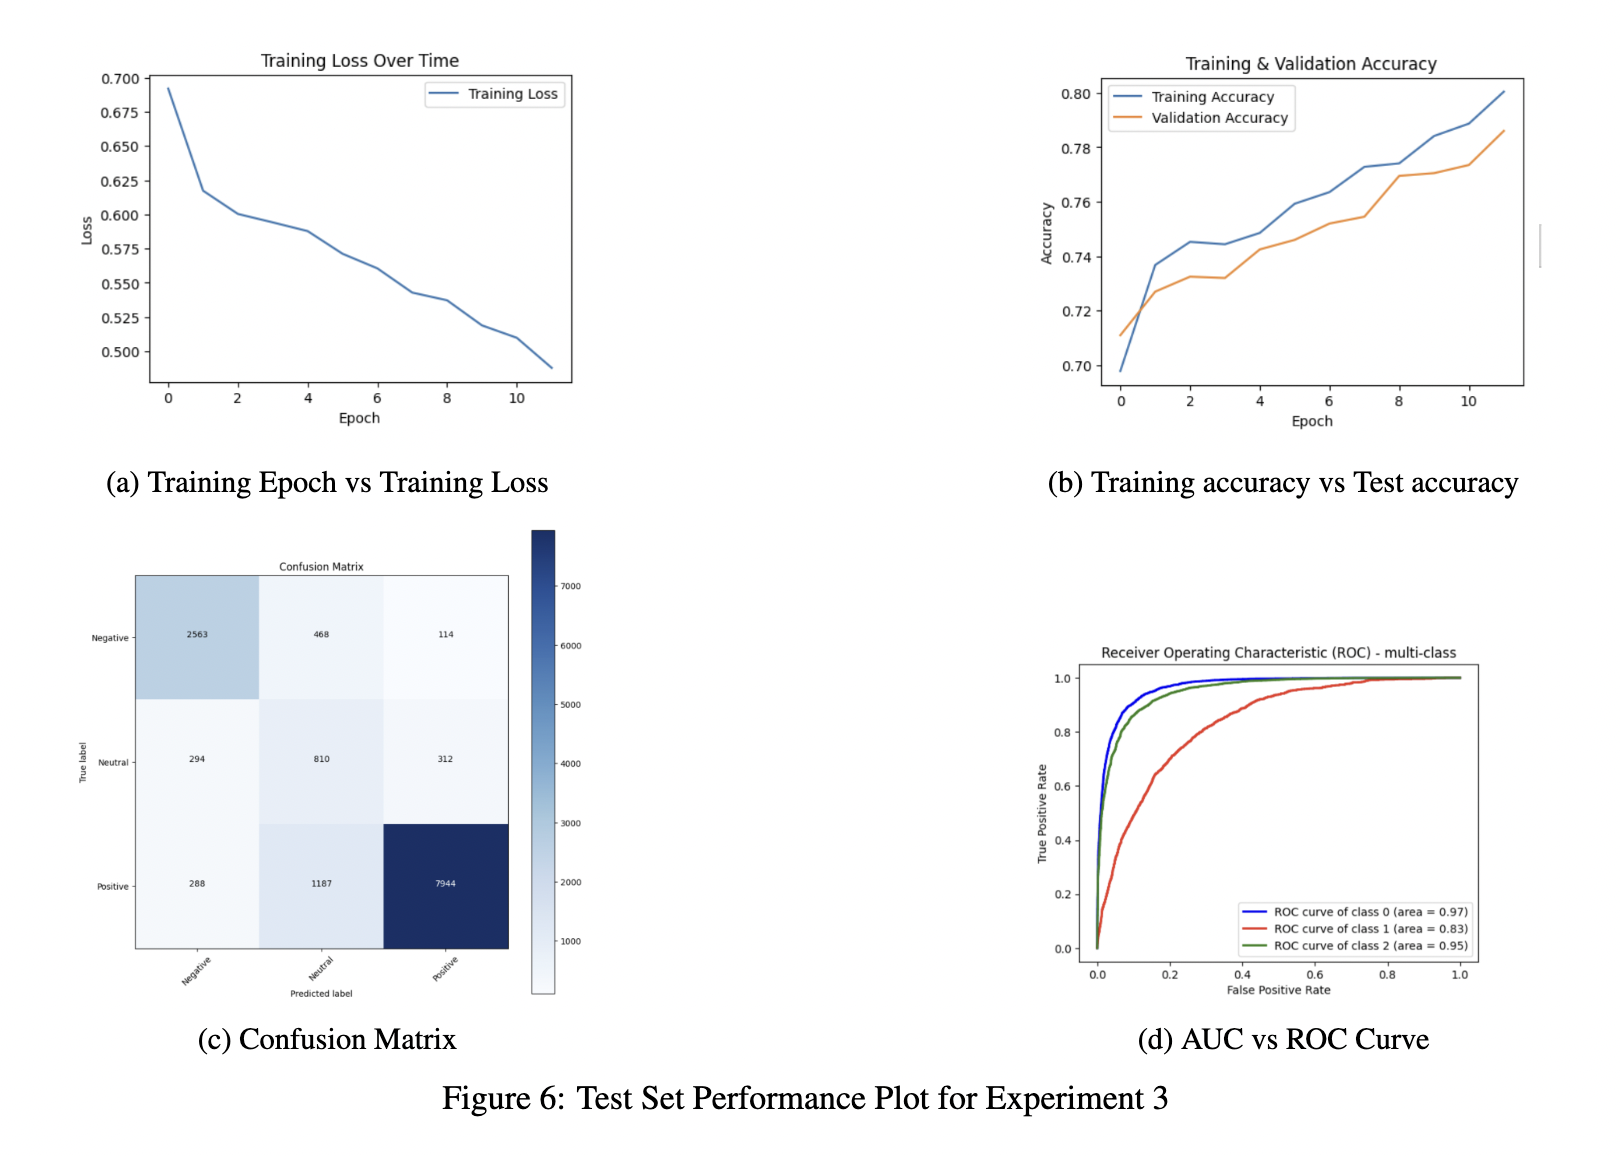 Training Loss Over Time
0.700
0.675
0.650
0.625
0.600
0.575
0.550
0.525
0.500
Loss
Training Loss
0
2
4
6
8
10
Epoch
(a) Training Epoch vs Training Loss
Training & Validation Accuracy
0.80
0.78
0.76
0.74
0.72
0.70
Accuracy
Training Accuracy
Validation Accuracy
0
2
4
6
8
10
Epoch
(b) Training accuracy vs Test accuracy
Confusion Matrix
True label
Negative
2563
468
114
Neutral
294
810
312
Positive
288
1187
7944
Negative
Neutral
Positive
Predicted label
7000
6000
5000
4000
3000
2000
1000
(c) Confusion Matrix
Receiver Operating Characteristic (ROC) - multi-class
1.0
0.8
0.6
0.4
0.2
0.0
True Positive Rate
ROC curve of class 0 (area = 0.97)
ROC curve of class 1 (area = 0.83)
ROC curve of class 2 (area = 0.95)
0.0
0.2
0.4
0.6
0.8
1.0
False Positive Rate
(d) AUC vs ROC Curve
Figure 6: Test Set Performance Plot for Experiment 3